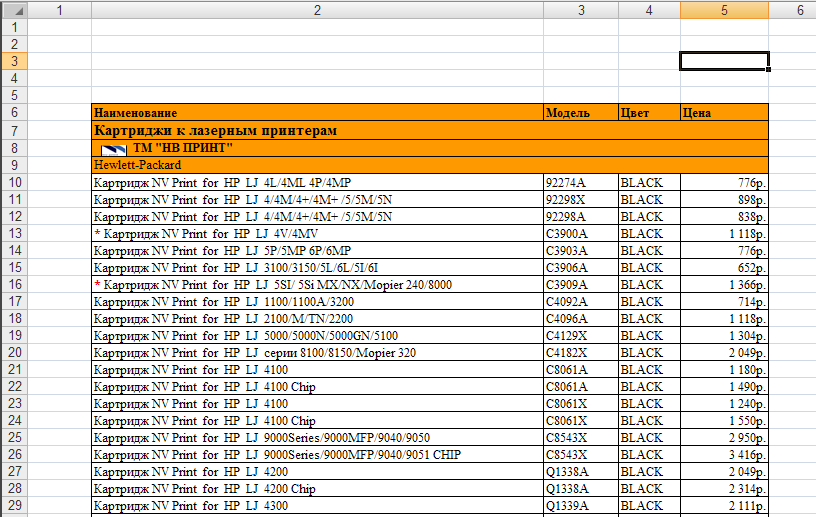 1 2 3 4 5 6
1
2
3
4
5
6 Наименование Модель Цвет Цена
7 Картриджи к лазерным принтерам
8 ТМ "НВ ПРИНТ"
9 Hewlett-Packard
10 Картридж NV Print for HP LJ 4L/4ML 4P/4MP 92274A BLACK 776р.
11 Картридж NV Print for HP LJ 4/4M/4+/4M+ /5/5M/5N 92298X BLACK 898р.
12 Картридж NV Print for HP LJ 4/4M/4+/4M+ /5/5M/5N 92298A BLACK 838р.
13 * Картридж NV Print for HP LJ 4V/4MV C3900A BLACK 1 118р.
14 Картридж NV Print for HP LJ 5P/5MP 6P/6MP C3903A BLACK 776р.
15 Картридж NV Print for HP LJ 3100/3150/5L/6L/5I/6I C3906A BLACK 652р.
16 * Картридж NV Print for HP LJ 5SI/ 5Si MX/NX/Mopier 240/8000 C3909A BLACK 1 366р.
17 Картридж NV Print for HP LJ 1100/1100A/3200 C4092A BLACK 714р.
18 Картридж NV Print for HP LJ 2100/M/TN/2200 C4096A BLACK 1 118р.
19 Картридж NV Print for HP LJ 5000/5000N/5000GN/5100 C4129X BLACK 1 304р.
20 Картридж NV Print for HP LJ серии 8100/8150/Mopier 320 C4182X BLACK 2 049р.
21 Картридж NV Print for HP LJ 4100 C8061A BLACK 1 180р.
22 Картридж NV Print for HP LJ 4100 Chip C8061A BLACK 1 490р.
23 Картридж NV Print for HP LJ 4100 C8061X BLACK 1 240р.
24 Картридж NV Print for HP LJ 4100 Chip C8061X BLACK 1 550р.
25 Картридж NV Print for HP LJ 9000Series/9000MFP/9040/9050 C8543X BLACK 2 950р.
26 Картридж NV Print for HP LJ 9000Series/9000MFP/9040/9051 CHIP C8543X BLACK 3 416р.
27 Картридж NV Print for HP LJ 4200 Q1338A BLACK 2 049р.
28 Картридж NV Print for HP LJ 4200 Chip Q1338A BLACK 2 314р.
29 Картридж NV Print for HP LJ 4300 Q1339A BLACK 2 111р.